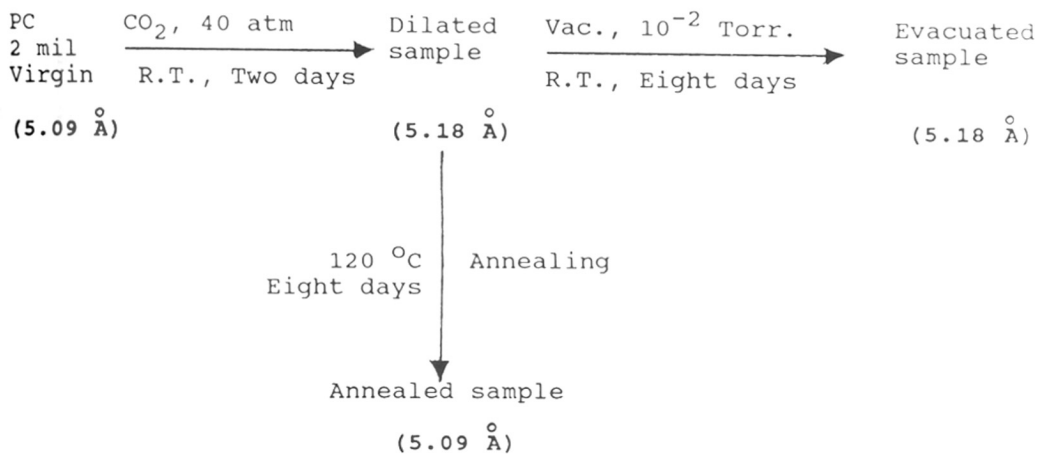 PC
2 mil
Virgin
(5.09 Å)
CO₂, 40 atm
R.T., Two days
Dilated
sample
(5.18 Å)
Vac., 10⁻² Torr.
R.T., Eight days
Evacuated
sample
(5.18 Å)
120 °C
Eight days
Annealing
Annealed sample
(5.09 Å)